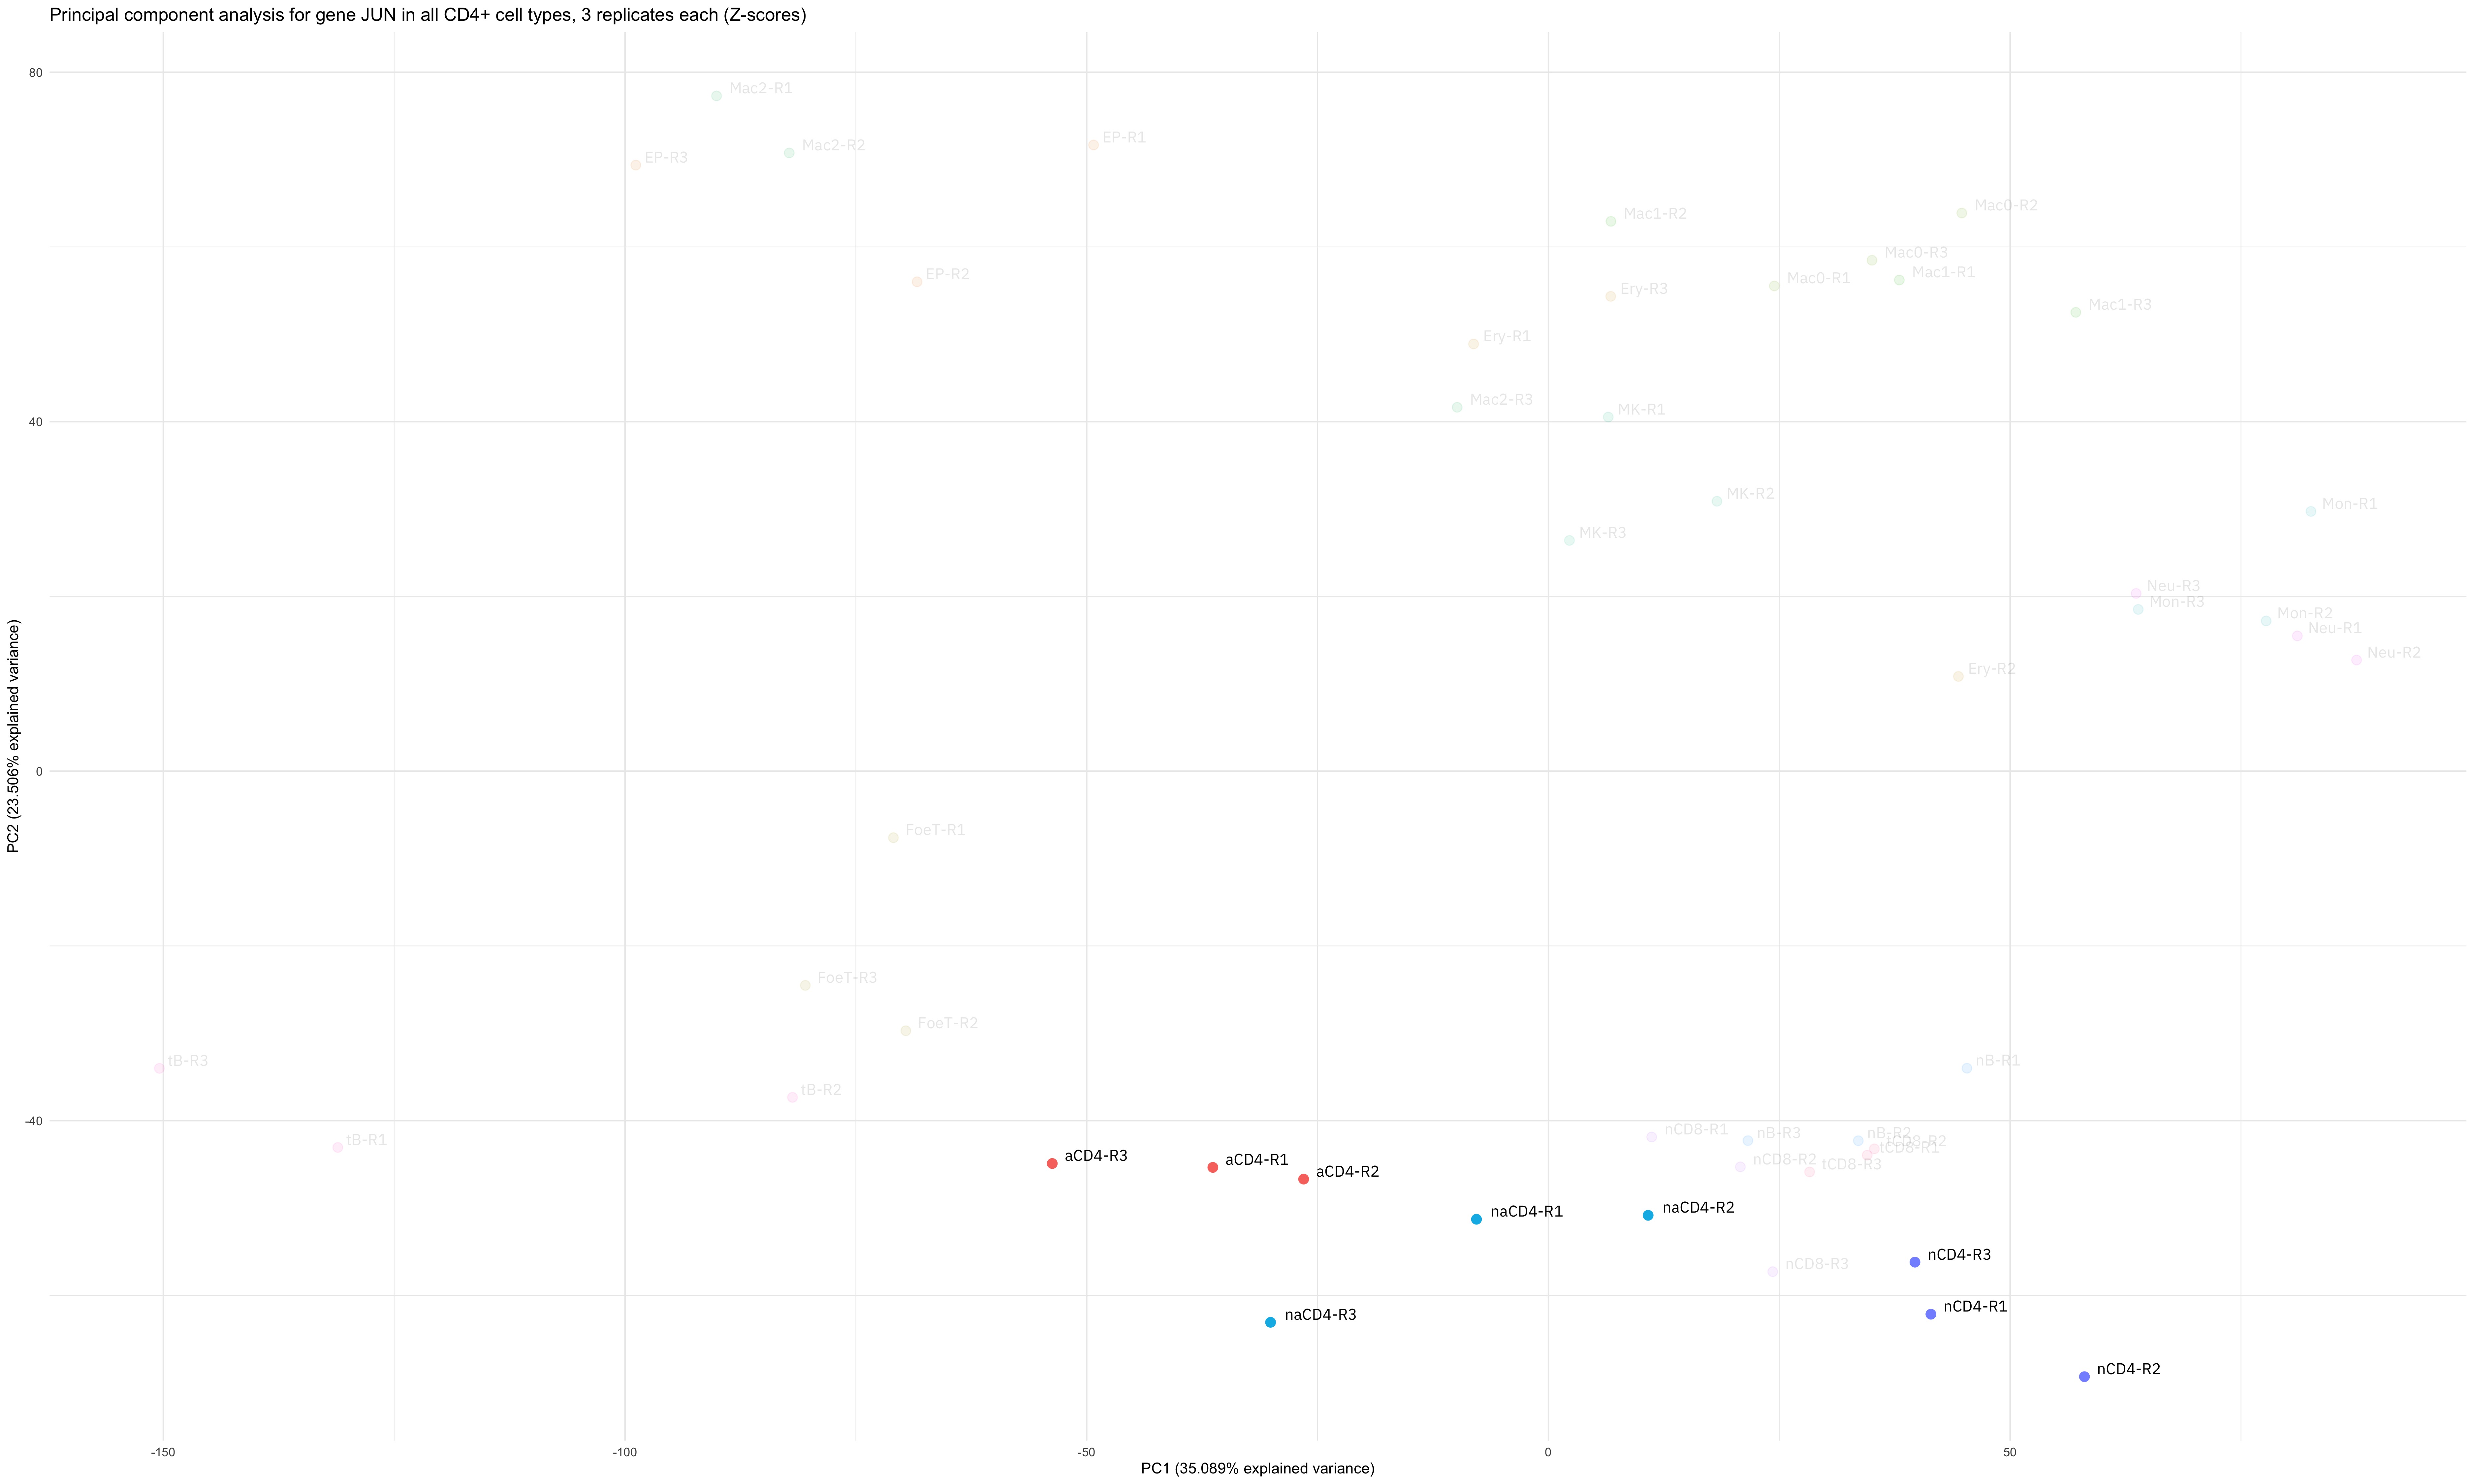 Principal component analysis for gene JUN in all CD4+ cell types, 3 replicates each (Z-scores)
80
Mac2-R1
EP-R1
Mac2-R2
EP-R3
Mac0-R2
Mac1-R2
Mac0-R3
Mac1-R1
EP-R2
Mac0-R1
Ery-R3
Mac1-R3
Ery-R1
Mac2-R3
MK-R1
40
MK-R2
Mon-R1
MK-R3
Neu-R3
Mon-R3
Mon-R2
Neu-R1
Neu-R2
Ery-R2
PC2 (23.506% explained variance)
0
FoeT-R1
FoeT-R3
FoeT-R2
tB-R3
nB-R1
tB-R2
-40
nCD8-R1
nB-R3
nB-R2
tB-R1
tCD8-R2
tCD8-R1
aCD4-R3
aCD4-R1
nCD8-R2
tCD8-R3
aCD4-R2
naCD4-R2
naCD4-R1
nCD4-R3
nCD8-R3
nCD4-R1
naCD4-R3
nCD4-R2
-150
-100
-50
0
50
PC1 (35.089% explained variance)